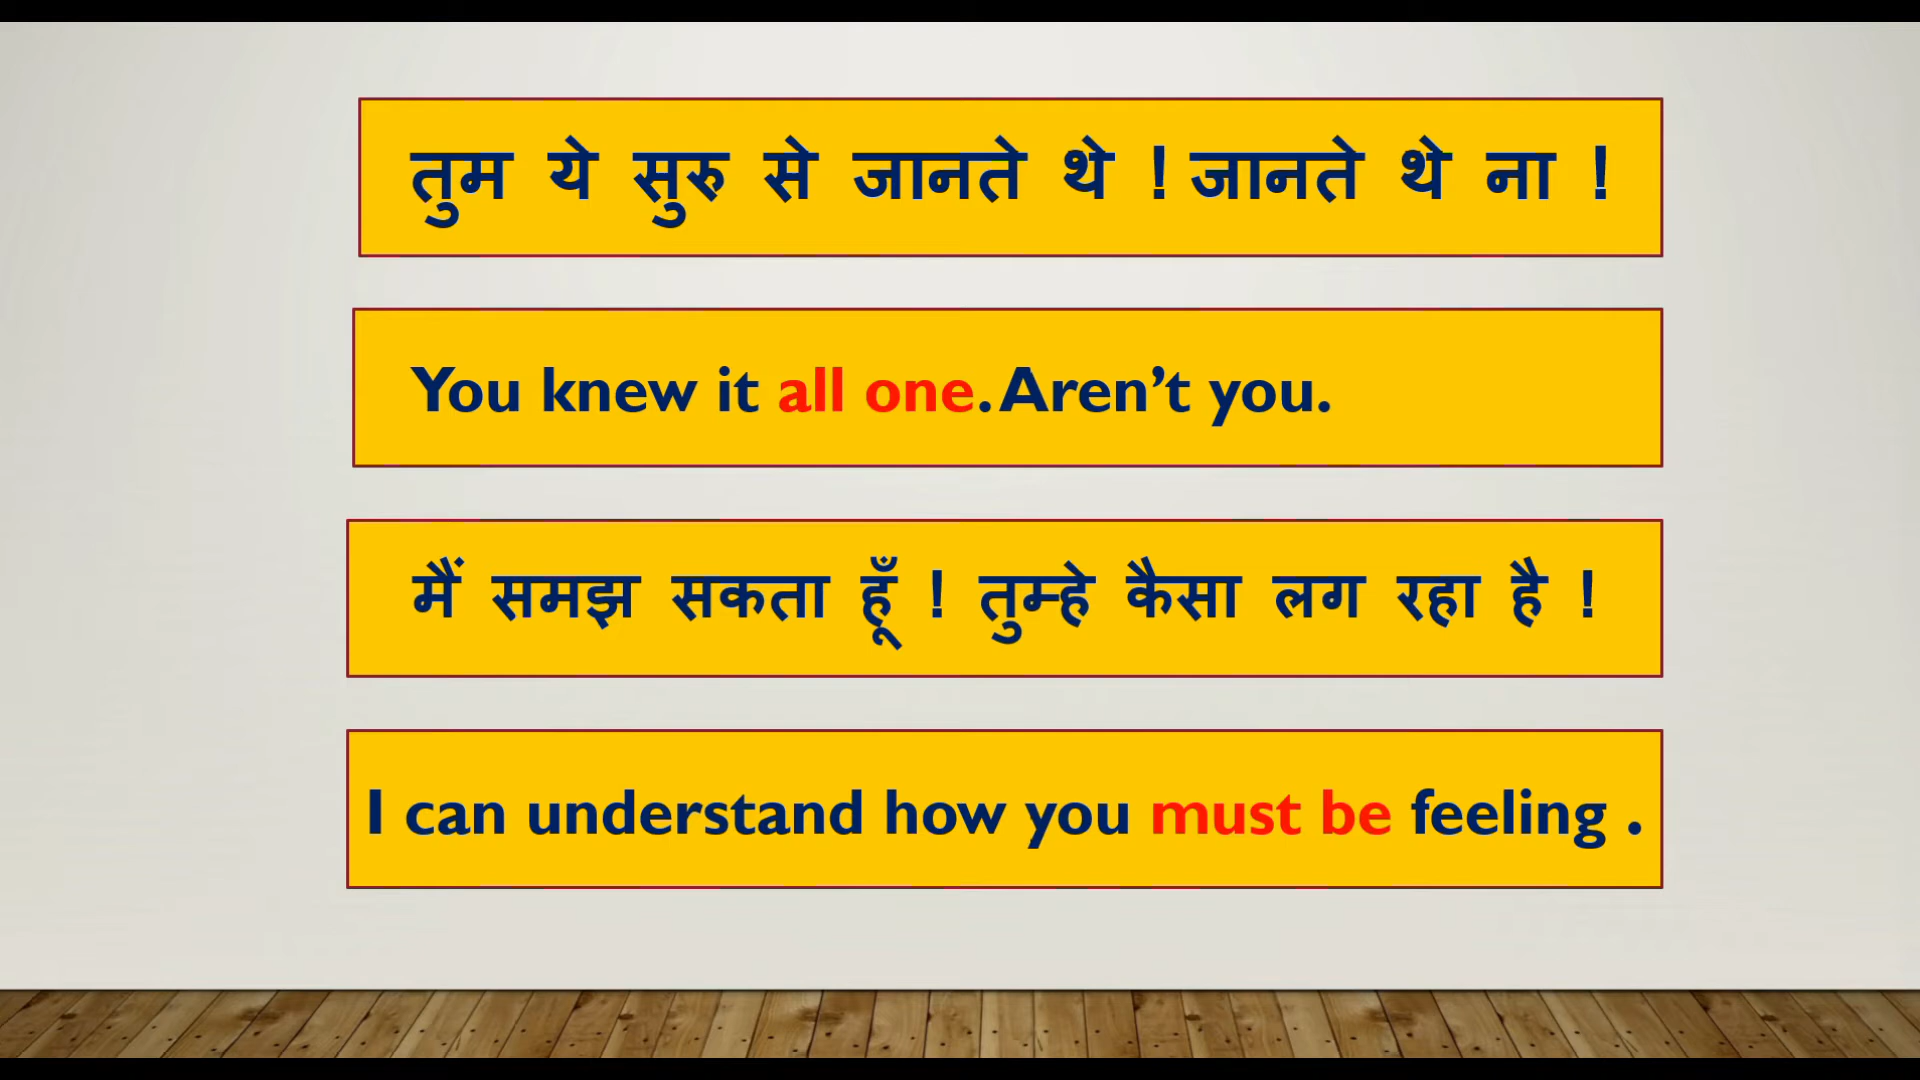 तुम ये सुरु से जानते थे ! जानते थे ना !
You knew it all one. Aren’t you.
मैं समझ सकता हूँ ! तुम्हे कैसा लग रहा है !
I can understand how you must be feeling .